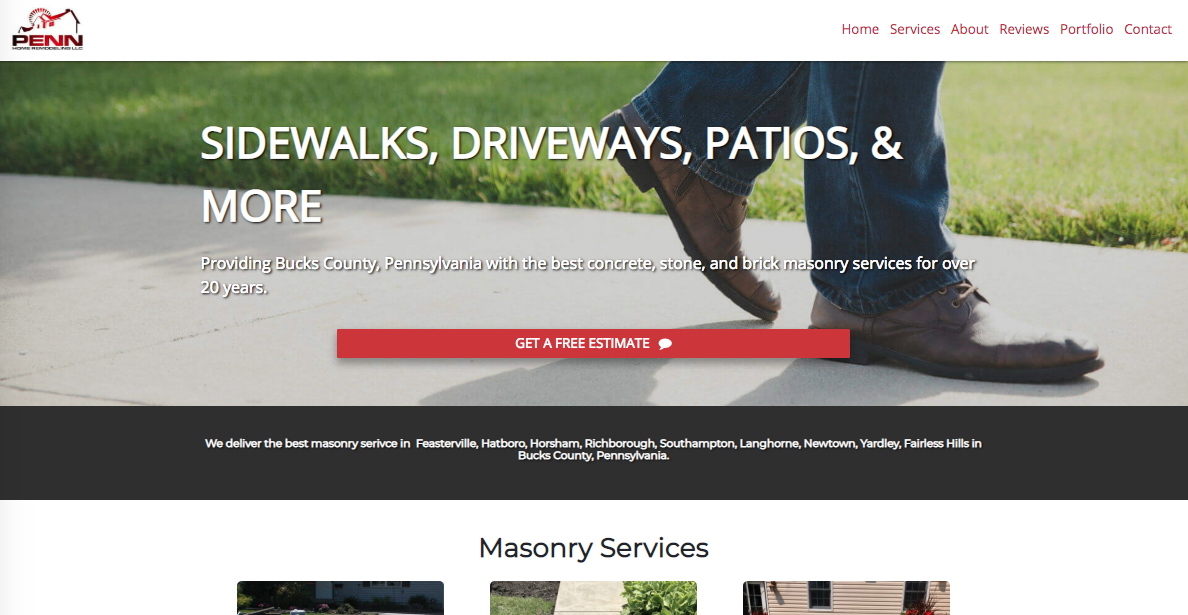 PENN
HOME REMODELING LLC
Home Services About Reviews Portfolio Contact
SIDEWALKS, DRIVEWAYS, PATIOS, &
MORE
Providing Bucks County, Pennsylvania with the best concrete, stone, and brick masonry services for over
20 years.
GET A FREE ESTIMATE
We deliver the best masonry serivce in Feasterville, Hatboro, Horsham, Richborough, Southampton, Langhorne, Newtown, Yardley, Fairless Hills in
Bucks County, Pennsylvania.
Masonry Services